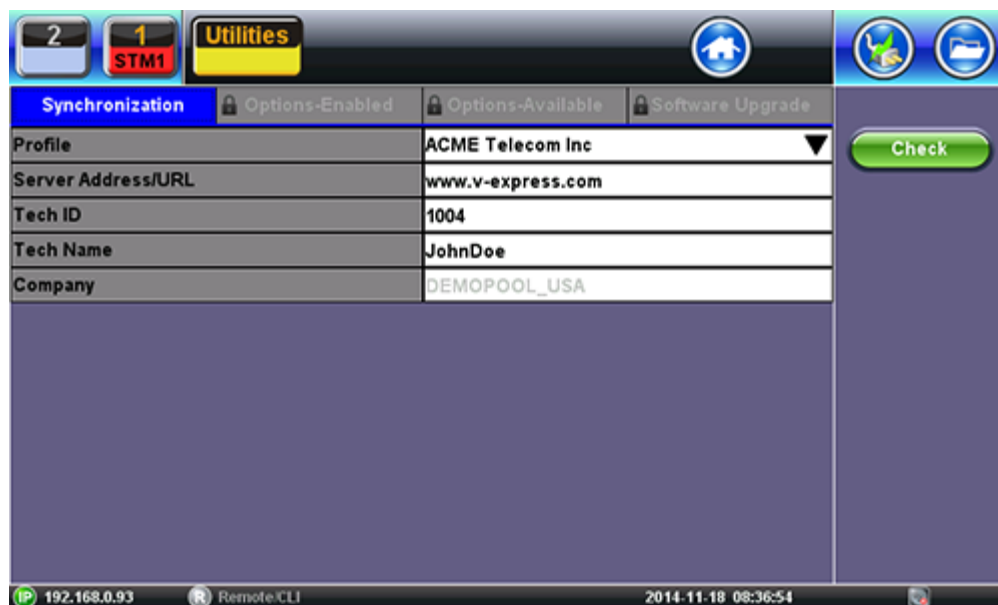 2 1 Utilities
STM1
Synchronization Options-Enabled Options-Available Software Upgrade
Profile ACME Telecom Inc
Check
Server Address/URL www.v-express.com
Tech ID 1004
Tech Name JohnDoe
Company DEMOPOOL_USA
IP 192.168.0.93 R Remote/CLI 2014-11-18 08:36:54